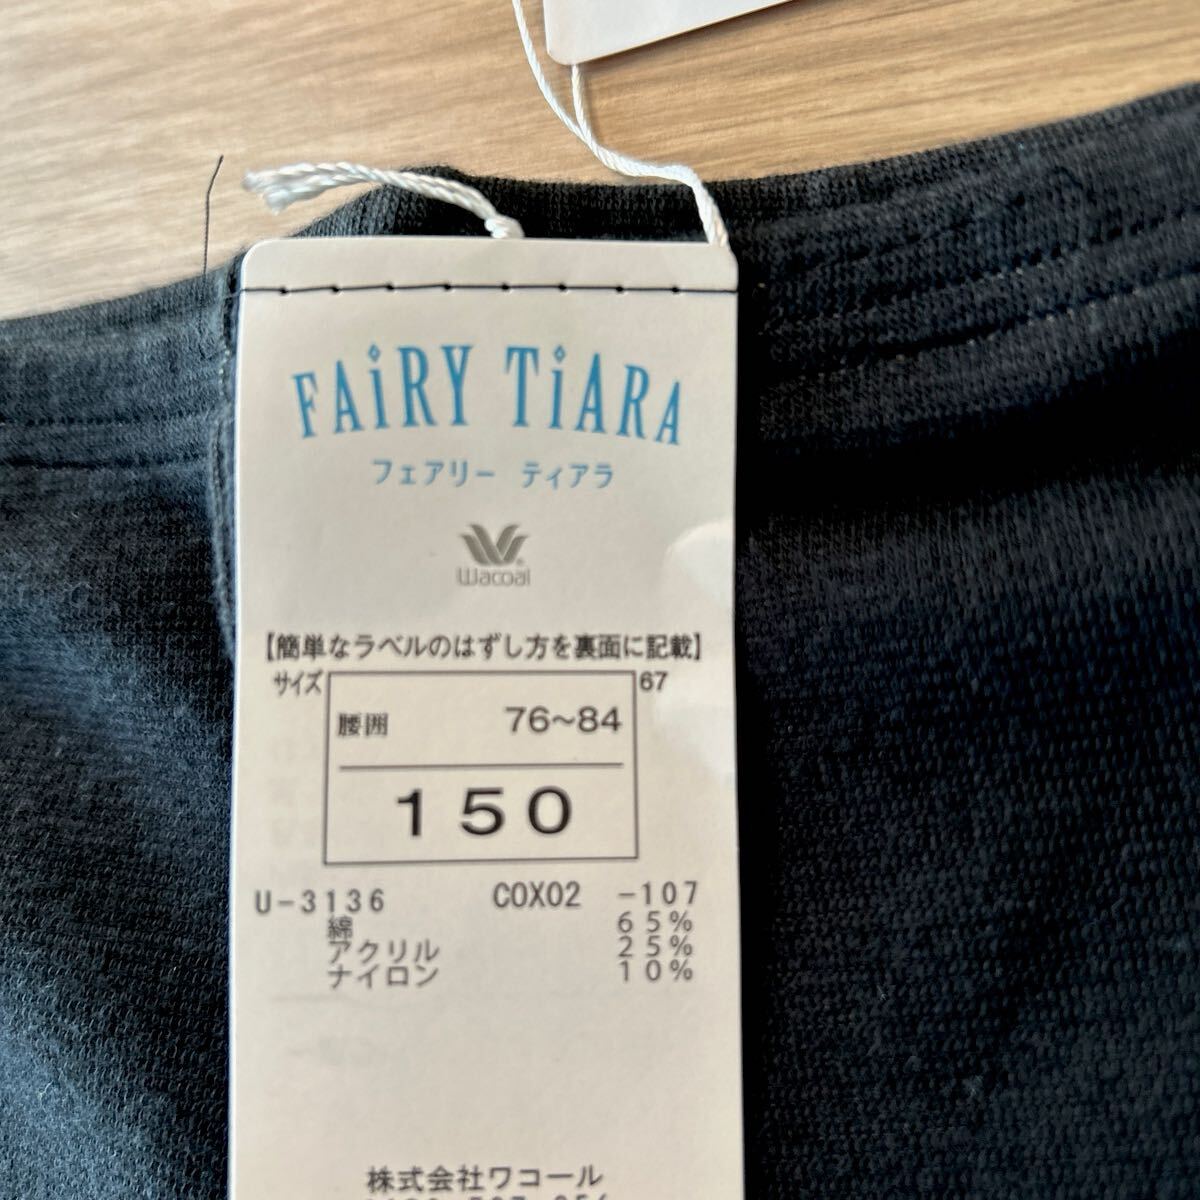 FAiRY TiARA
フェアリー ティアラ
Wacoal
【簡単なラベルのはずし方を裏面に記載】
サイズ 67
腰囲 76~84
150
U-3136 COX02 -107
綿 65%
アクリル 25%
ナイロン 10%
株式会社ワコール